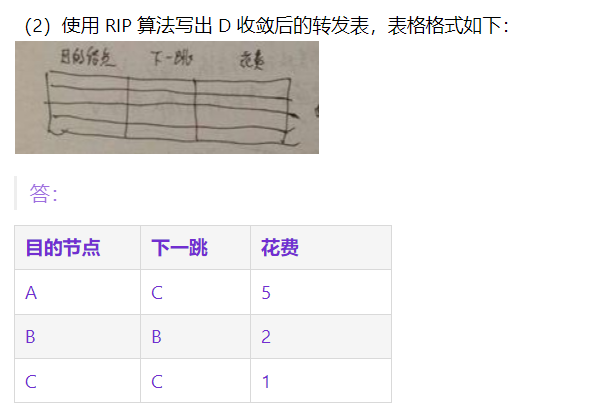 （2）使用 RIP 算法写出 D 收敛后的转发表，表格格式如下：
目的结点 下一跳 花费
答：
目的节点 下一跳 花费
A C 5
B B 2
C C 1